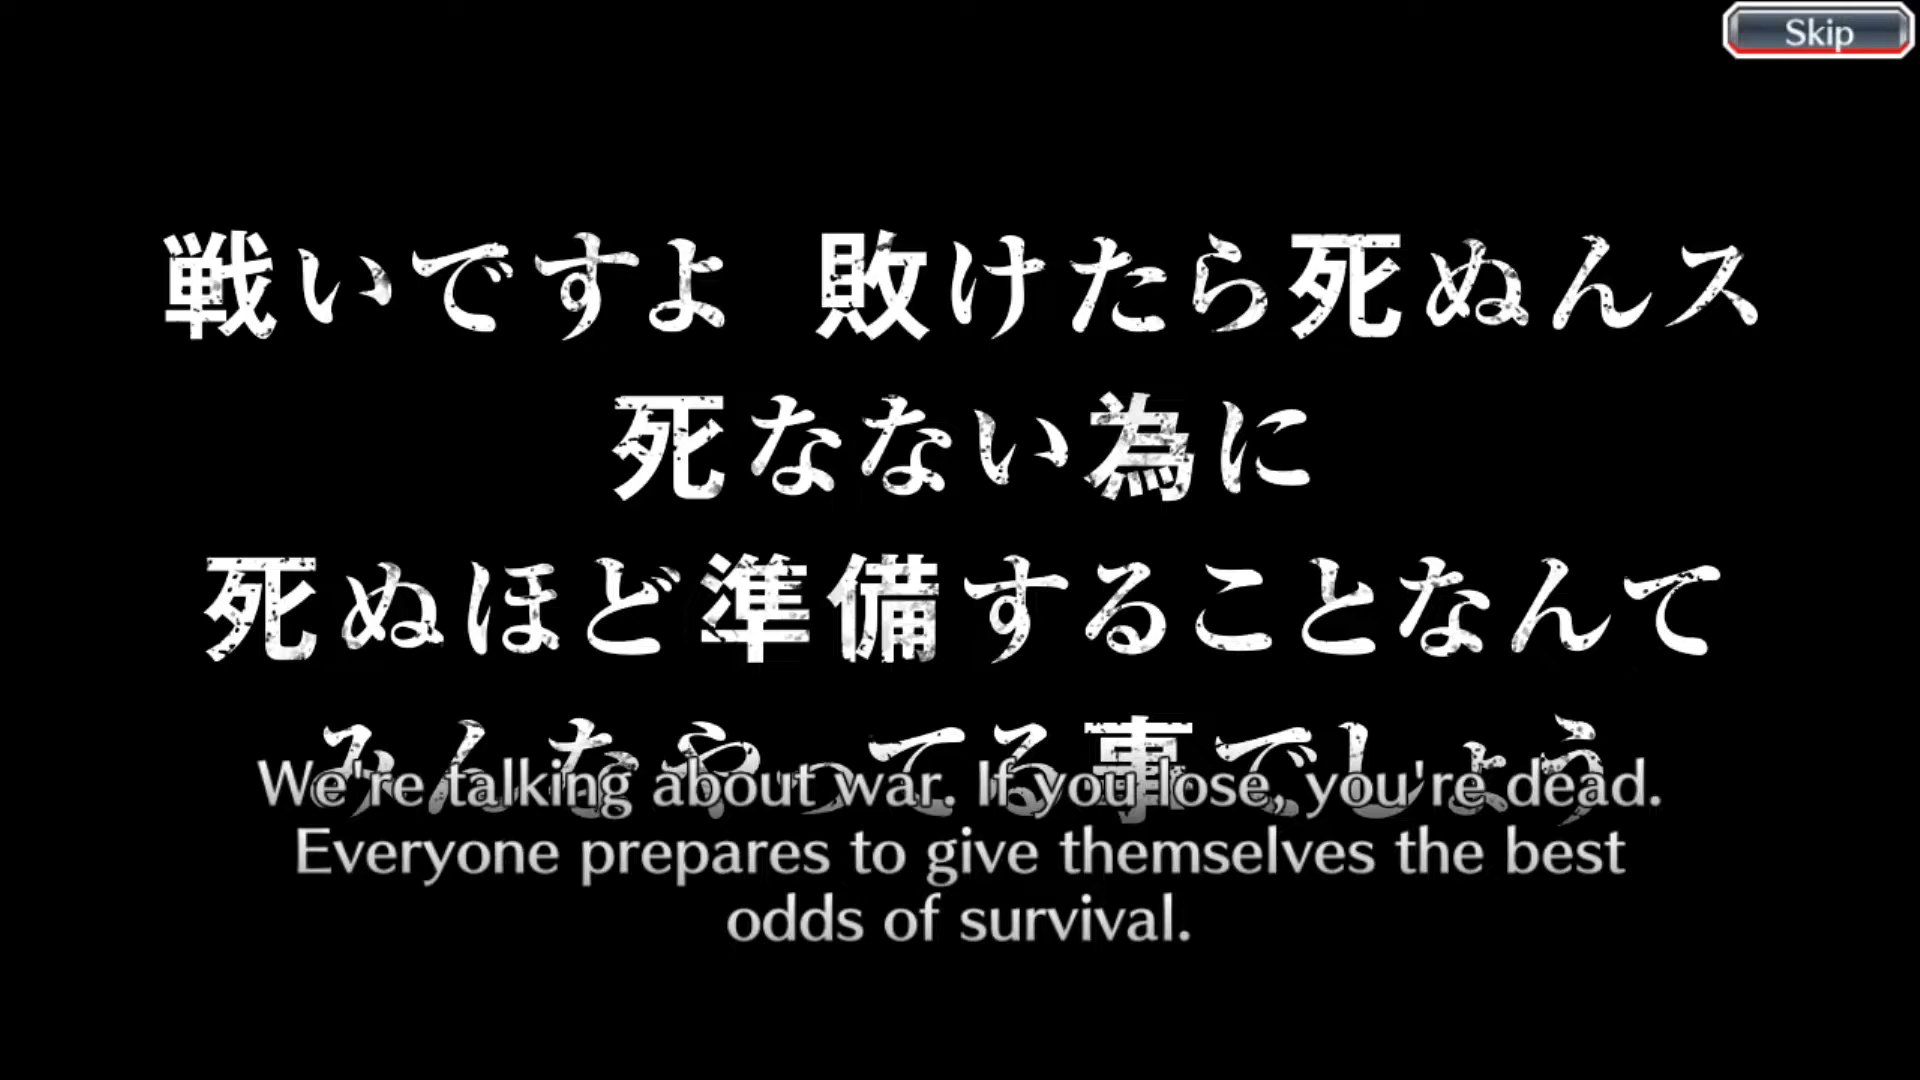 Skip
戦いですよ 敗けたら死ぬんス
死なない為に
死ぬほど準備することなんて
みんなやってる事でしょう
We're talking about war. If you lose, you're dead.
Everyone prepares to give themselves the best
odds of survival.